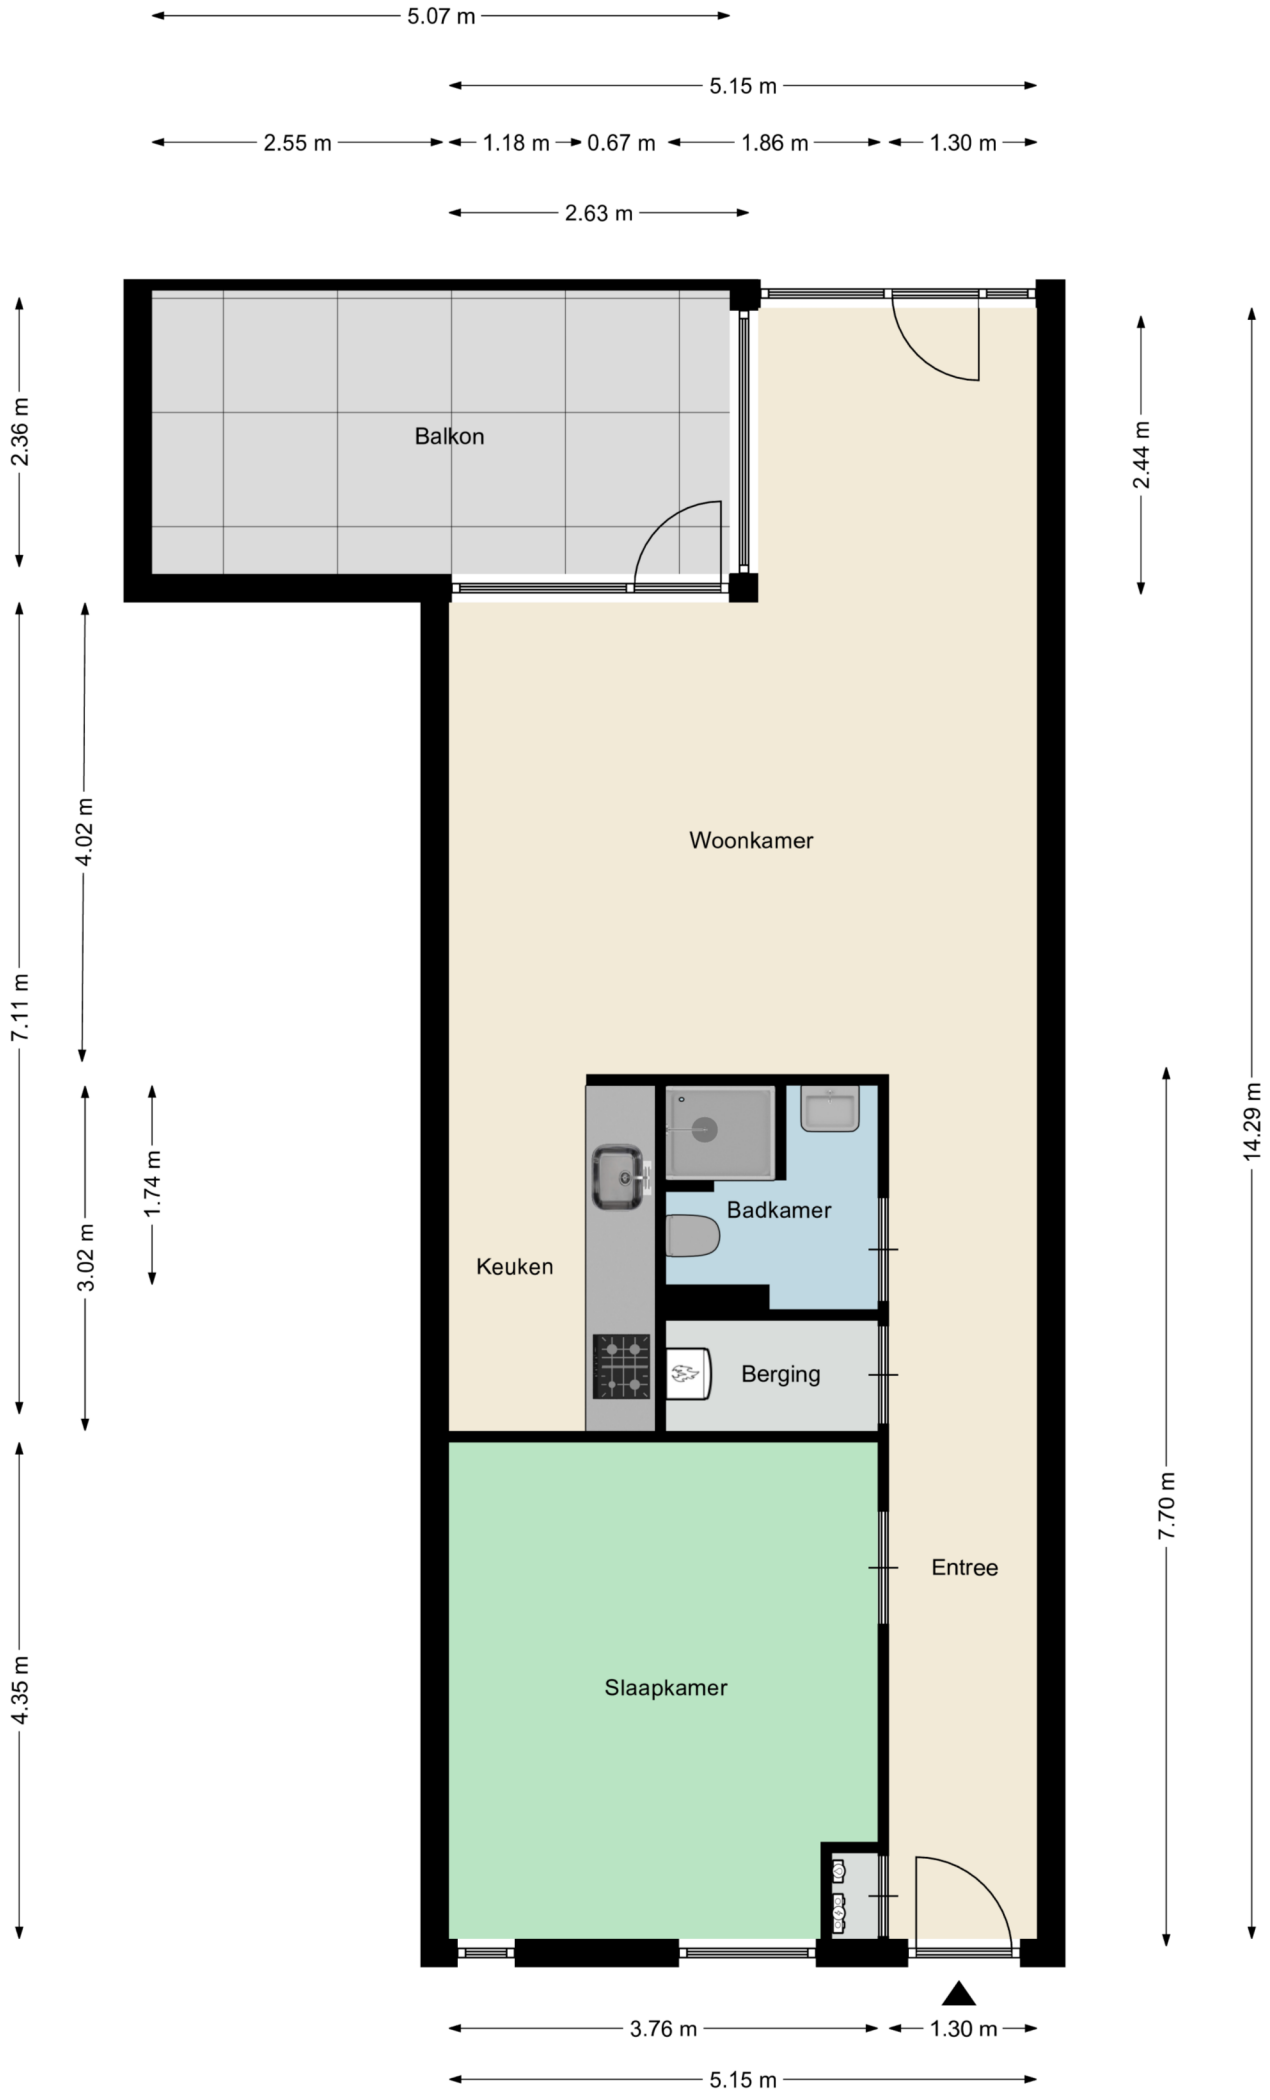 5.07 m
5.15 m
2.55 m
1.18 m
0.67 m
1.86 m
1.30 m
2.63 m
2.36 m
Balkon
2.44 m
4.02 m
Woonkamer
7.11 m
14.29 m
1.74 m
3.02 m
Badkamer
Keuken
Berging
7.70 m
Entree
4.35 m
Slaapkamer
3.76 m
1.30 m
5.15 m